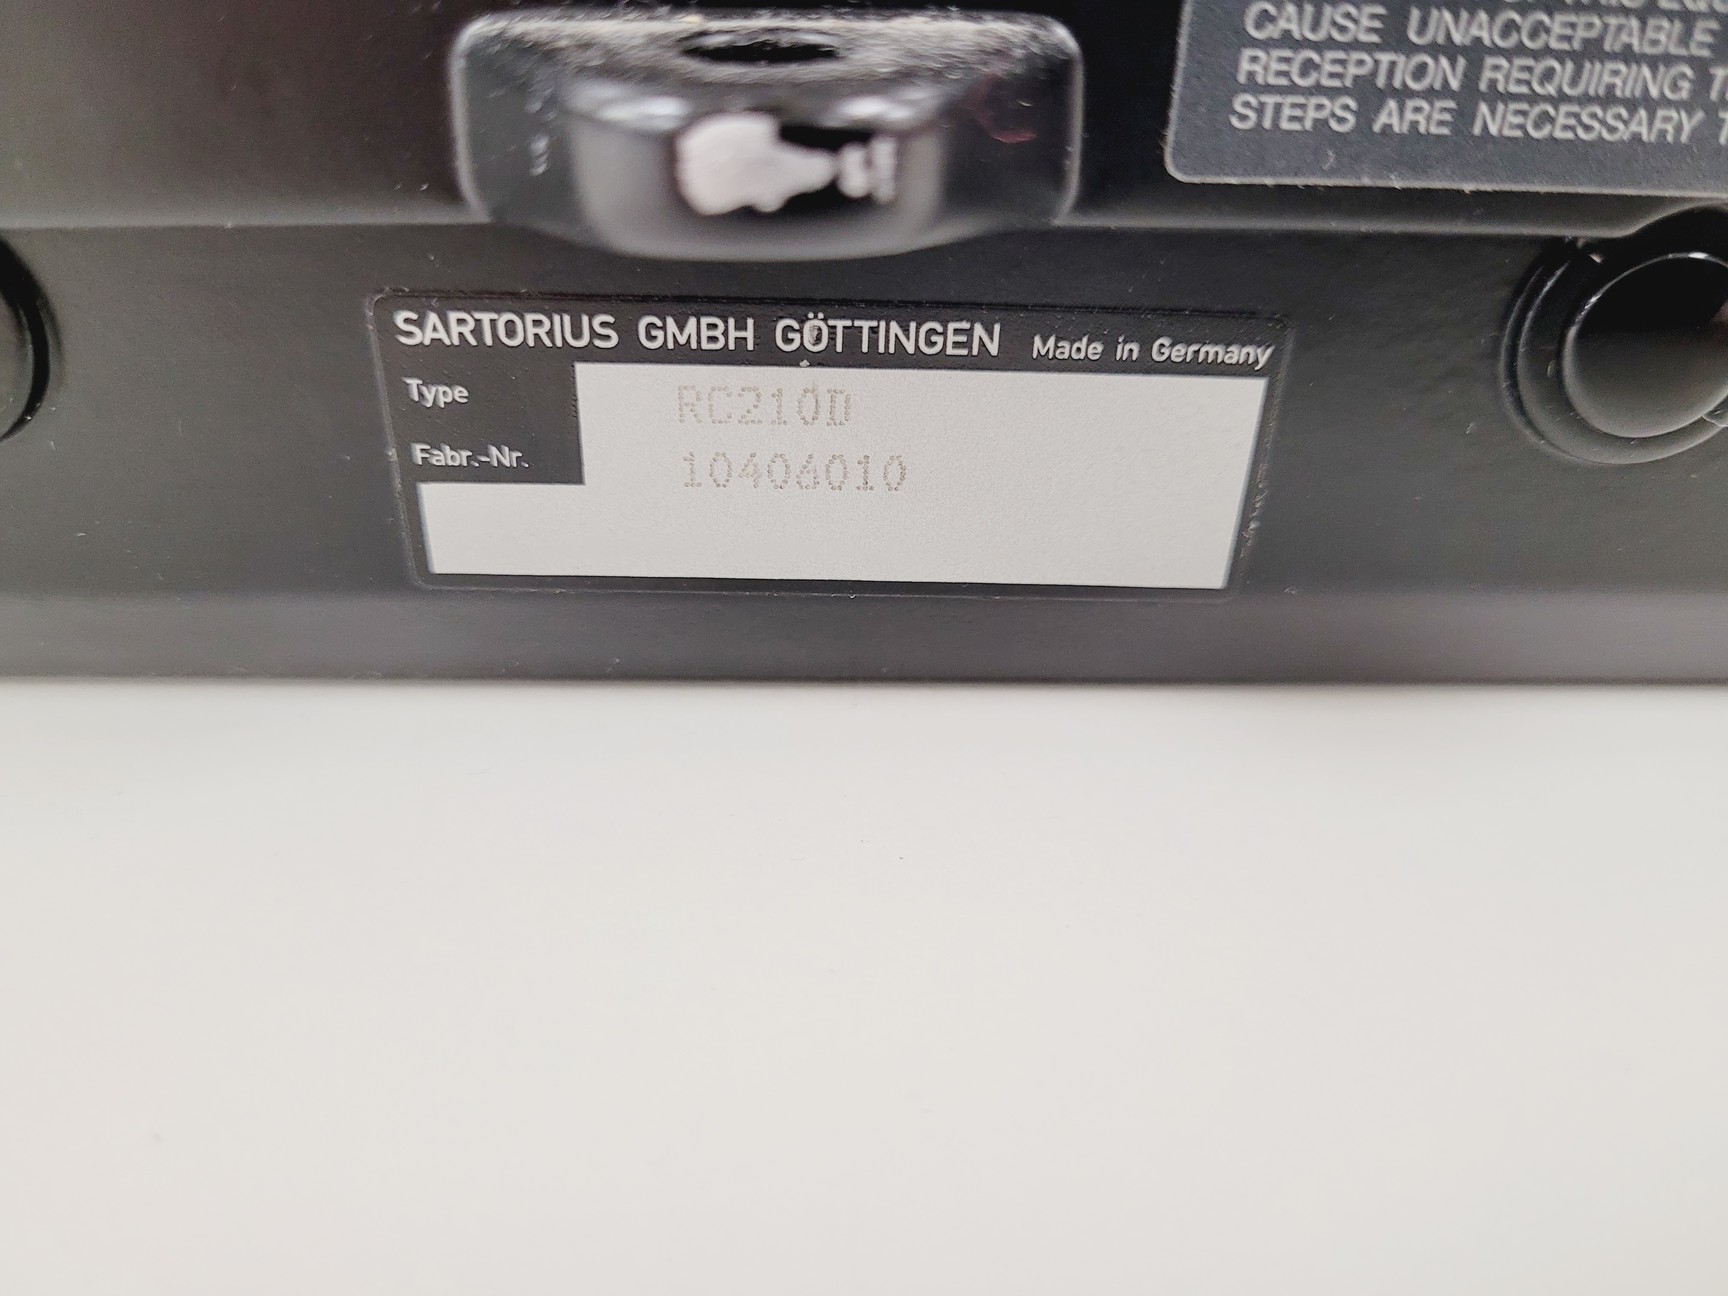 CAUSE UNACCEPTABLE
RECEPTION REQUIRING
STEPS ARE NECESSARY
SARTORIUS GMBH GÖTTINGEN Made in Germany
Type RC210D
Fabr.-Nr. 10406010